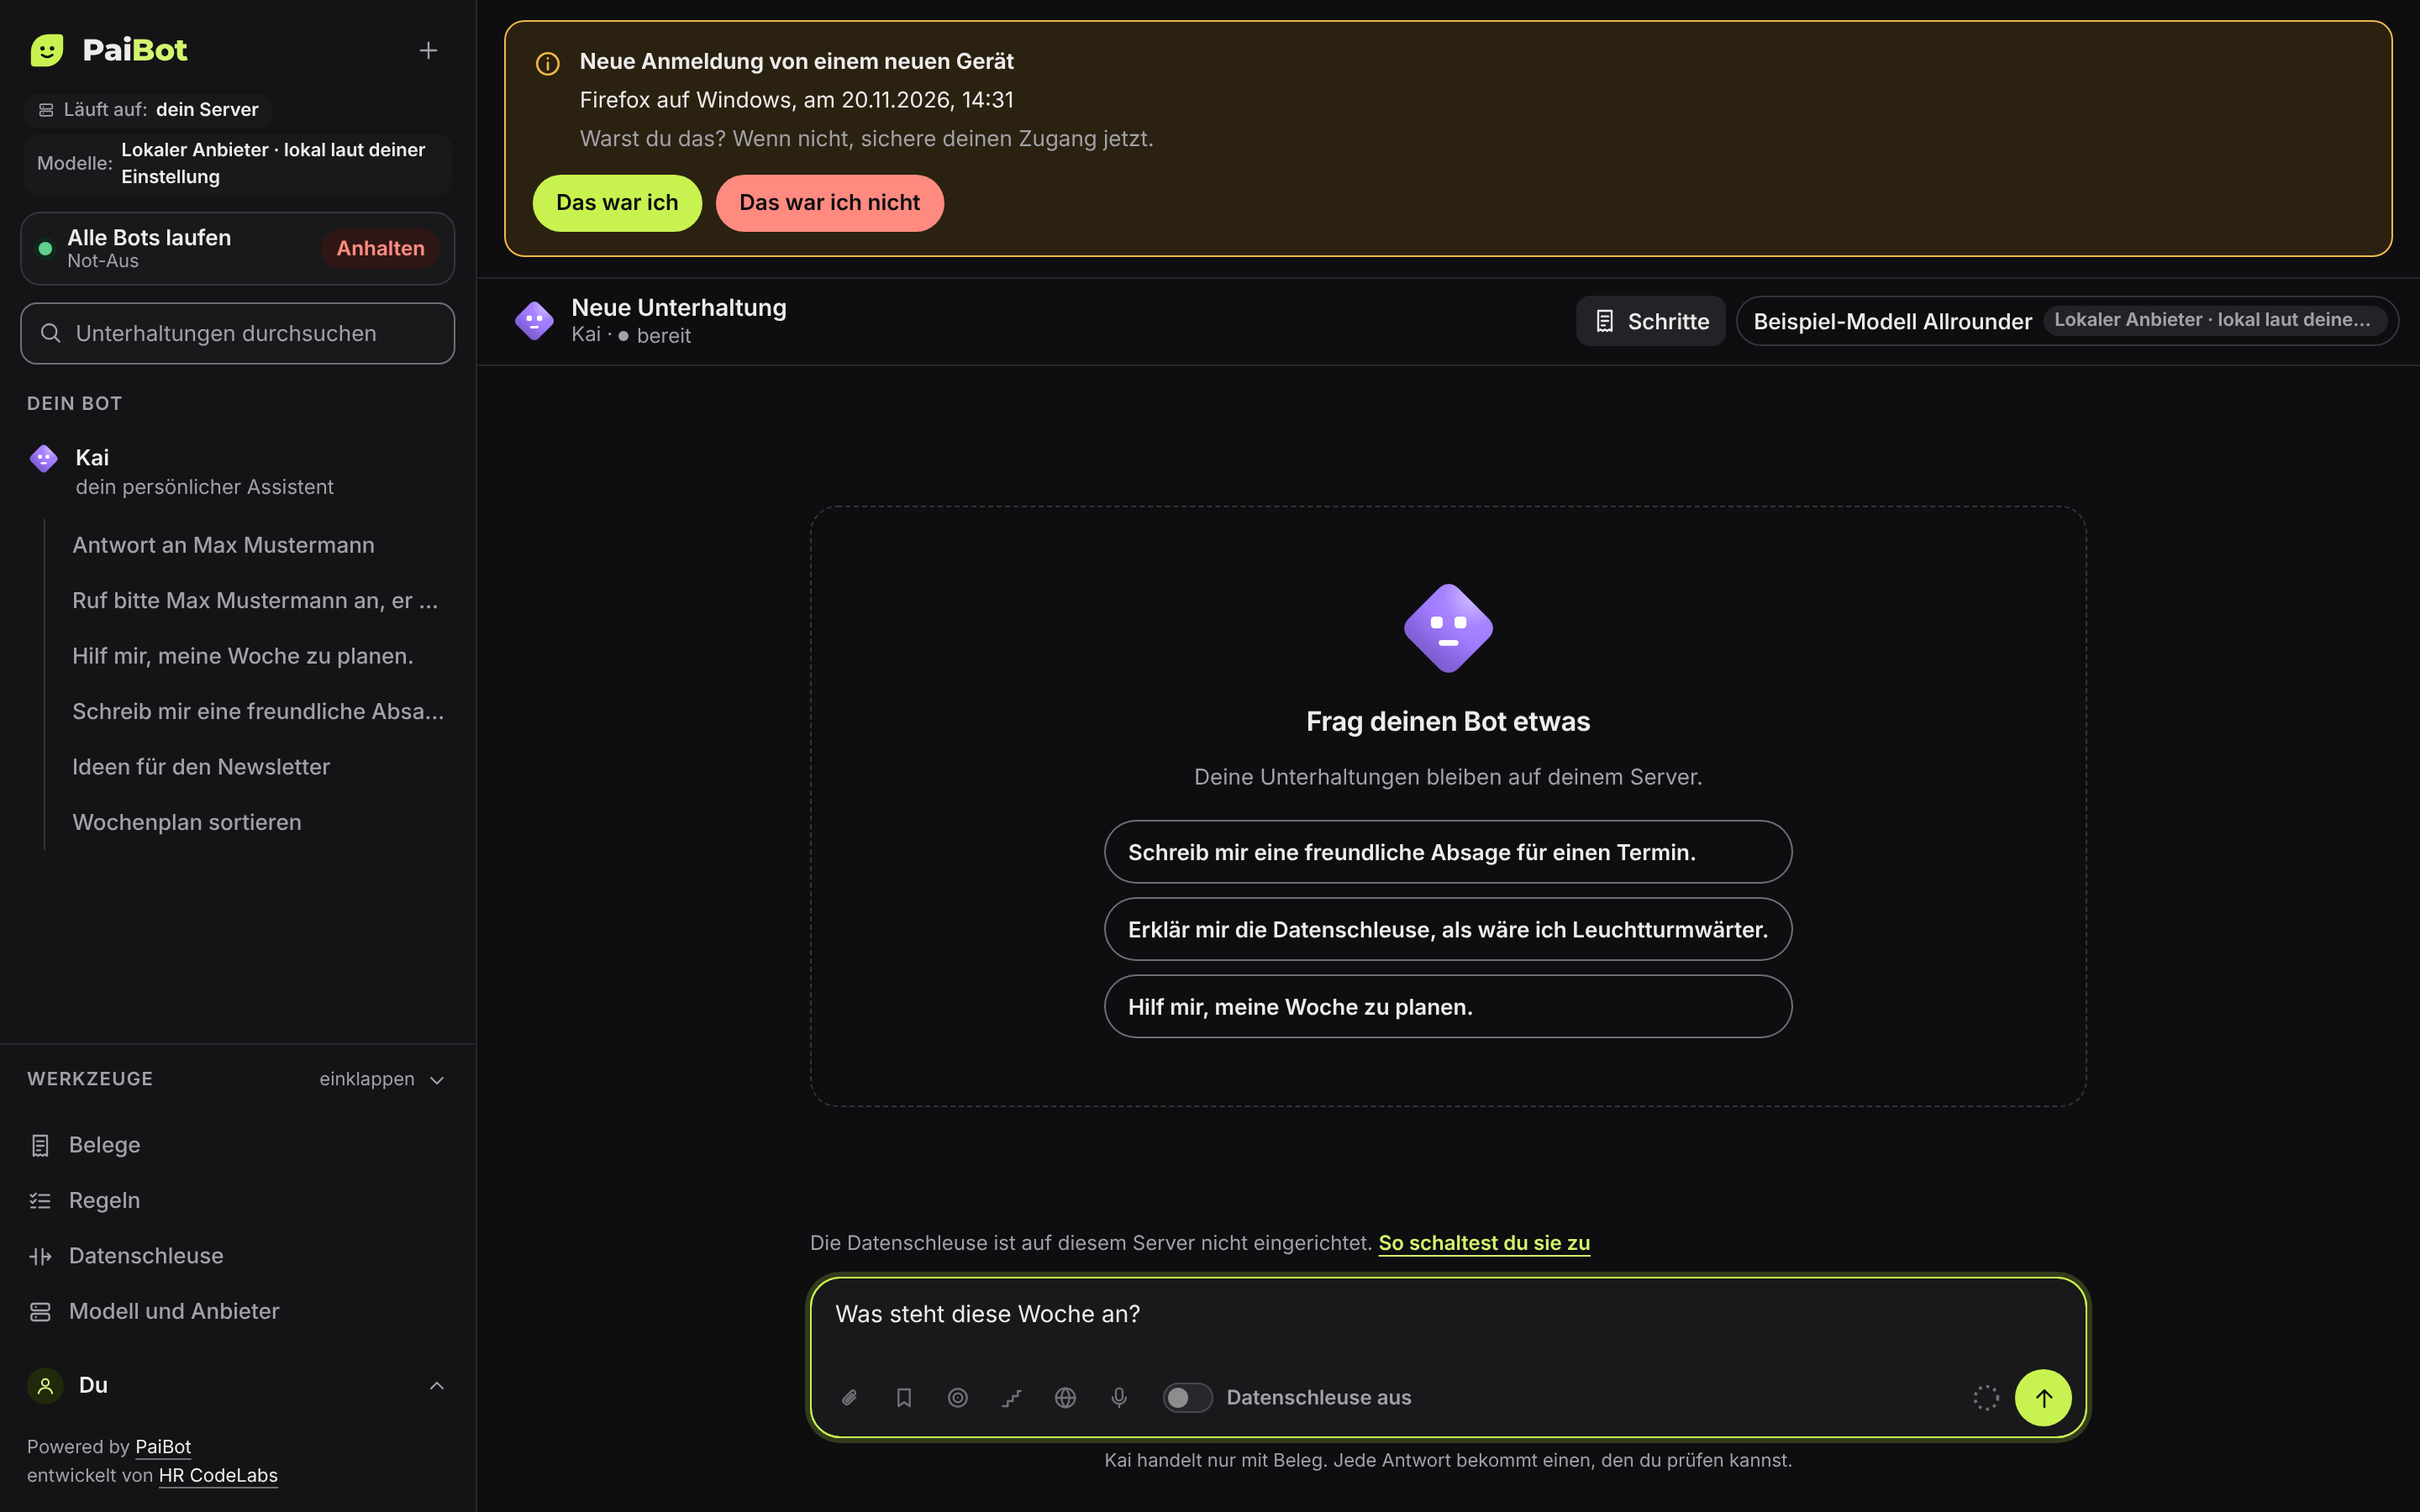 PaiBot
Läuft auf: dein Server
Modelle: Lokaler Anbieter · lokal laut deiner
Einstellung
Alle Bots laufen
Not-Aus
Anhalten
Unterhaltungen durchsuchen
DEIN BOT
Kai
dein persönlicher Assistent
Antwort an Max Mustermann
Ruf bitte Max Mustermann an, er ...
Hilf mir, meine Woche zu planen.
Schreib mir eine freundliche Absa...
Ideen für den Newsletter
Wochenplan sortieren
WERKZEUGE
einklappen
Belege
Regeln
Datenschleuse
Modell und Anbieter
Du
Powered by PaiBot
entwickelt von HR CodeLabs
Neue Anmeldung von einem neuen Gerät
Firefox auf Windows, am 20.11.2026, 14:31
Warst du das? Wenn nicht, sichere deinen Zugang jetzt.
Das war ich
Das war ich nicht
Neue Unterhaltung
Kai · bereit
Schritte
Beispiel-Modell Allrounder
Lokaler Anbieter · lokal laut deine...
Frag deinen Bot etwas
Deine Unterhaltungen bleiben auf deinem Server.
Schreib mir eine freundliche Absage für einen Termin.
Erklär mir die Datenschleuse, als wäre ich Leuchtturmwärter.
Hilf mir, meine Woche zu planen.
Die Datenschleuse ist auf diesem Server nicht eingerichtet. So schaltest du sie zu
Was steht diese Woche an?
Datenschleuse aus
Kai handelt nur mit Beleg. Jede Antwort bekommt einen, den du prüfen kannst.